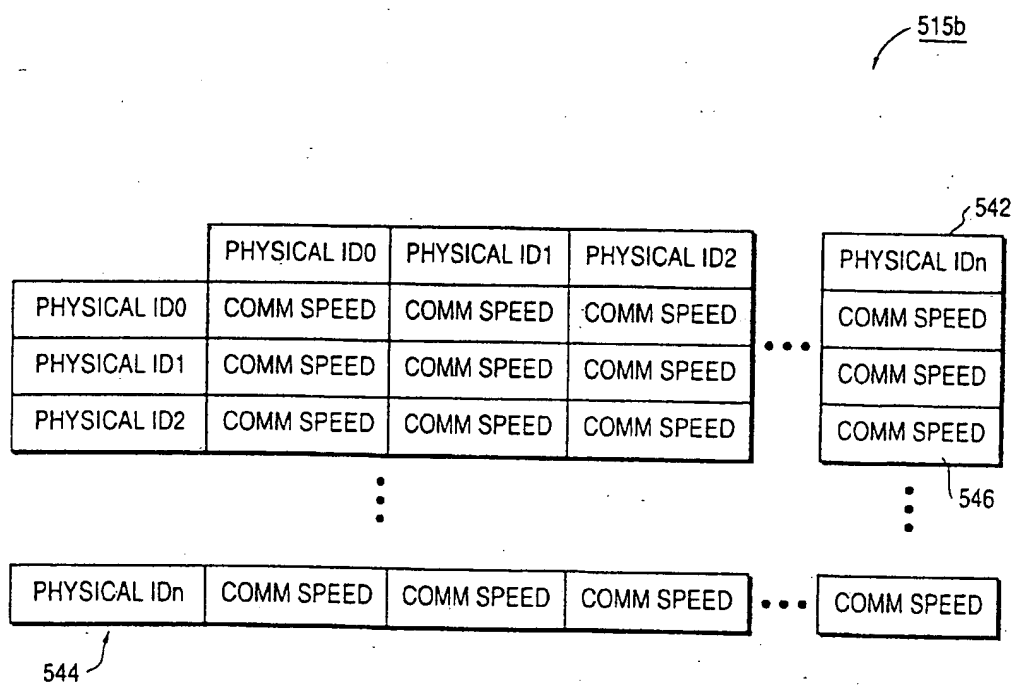 515b
542
PHYSICAL ID0 PHYSICAL ID1 PHYSICAL ID2 PHYSICAL IDn
PHYSICAL ID0 COMM SPEED COMM SPEED COMM SPEED ••• COMM SPEED
PHYSICAL ID1 COMM SPEED COMM SPEED COMM SPEED COMM SPEED
PHYSICAL ID2 COMM SPEED COMM SPEED COMM SPEED COMM SPEED
546
PHYSICAL IDn COMM SPEED COMM SPEED COMM SPEED ••• COMM SPEED
544